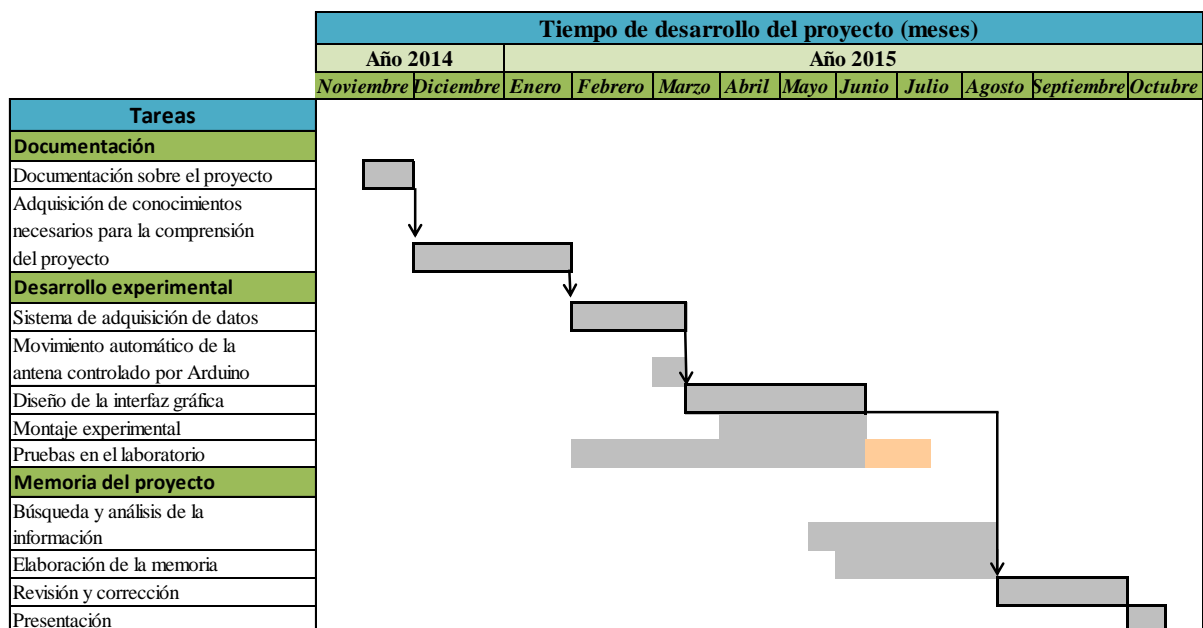 Tiempo de desarrollo del proyecto (meses)
Año 2014 Año 2015
Noviembre Diciembre Enero Febrero Marzo Abril Mayo Junio Julio Agosto Septiembre Octubre
Tareas
Documentación
Documentación sobre el proyecto
Adquisición de conocimientos
necesarios para la comprensión
del proyecto
Desarrollo experimental
Sistema de adquisición de datos
Movimiento automático de la
antena controlado por Arduino
Diseño de la interfaz gráfica
Montaje experimental
Pruebas en el laboratorio
Memoria del proyecto
Búsqueda y análisis de la
información
Elaboración de la memoria
Revisión y corrección
Presentación